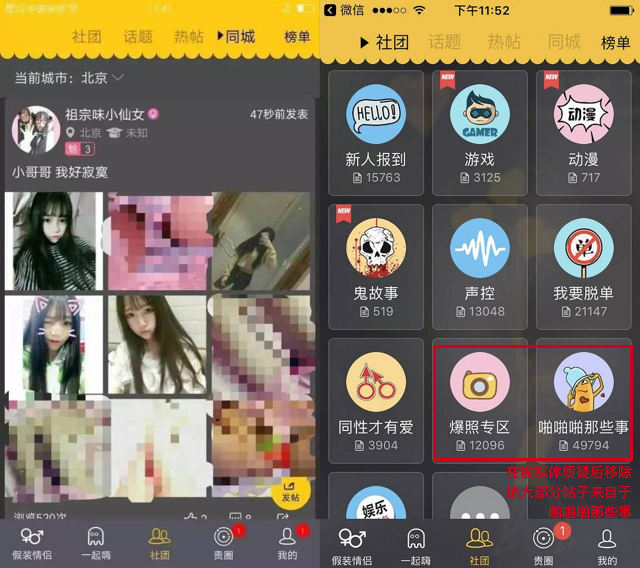 社团 话题 热帖 同城 榜单
当前城市：北京
祖宗味小仙女
47秒前发表
北京 未知
魅 3
小哥哥 我好寂寞
发帖
浏览520次
2
8
假装情侣 一起嗨 社团 贵圈 我的
1
1
微信 下午11:52
社团 话题 热帖 同城 榜单
NEW NEW
HELLO! GAMER 动漫
新人报到 游戏 动漫
15763 3125 717
NEW
单
鬼故事 声控 我要脱单
519 13048 21147
同性才有爱 爆照专区 啪啪啪那些事
3904 12096 49794
在被媒体质疑后移除
的大部分帖子来自于
啪啪啪那些事
娱乐
假装情侣 一起嗨 社团 贵圈 我的
1